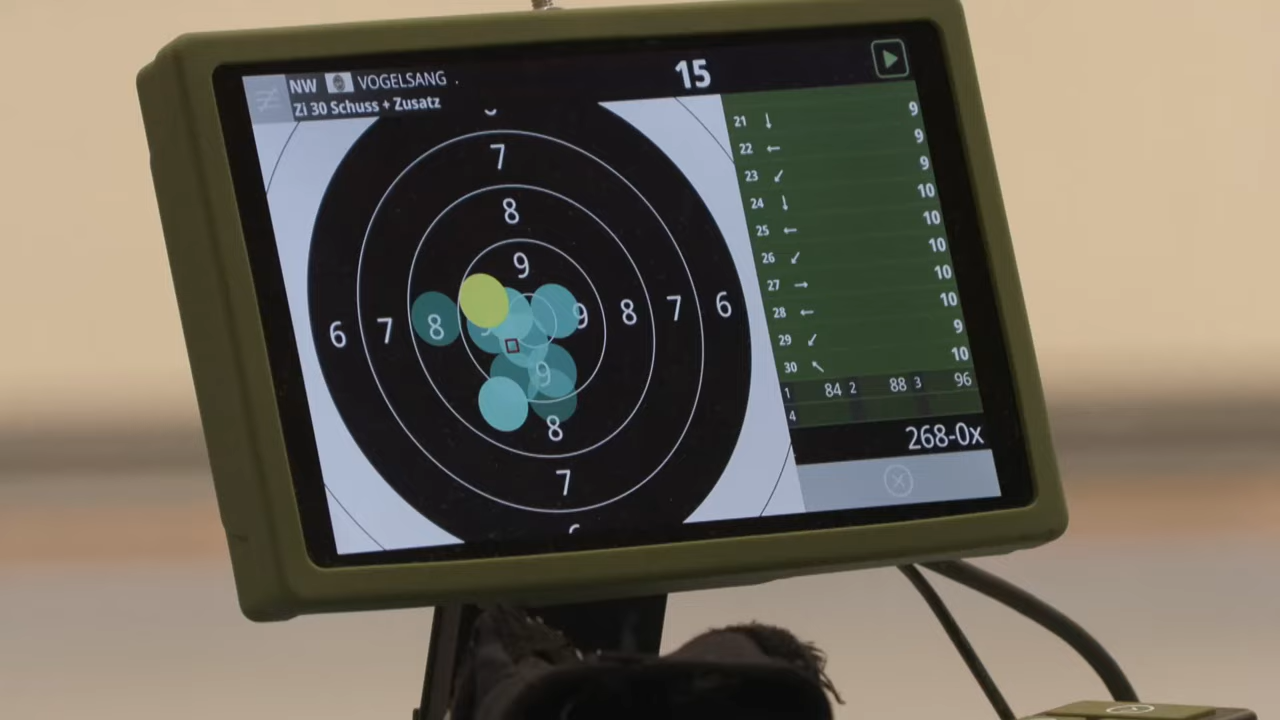 NW VOGELSANG .
15
Zi 30 Schuss + Zusatz
7
8
9
6 7 8 9 9 8 7 6
9
8
7
6
21 ↓ 9
22 ← 9
23 ↙ 9
24 ↓ 10
25 ← 10
26 ↙ 10
27 → 10
28 ← 10
29 ↙ 9
30 ↖ 10
1 84 2 88 3 96
4
268-0x